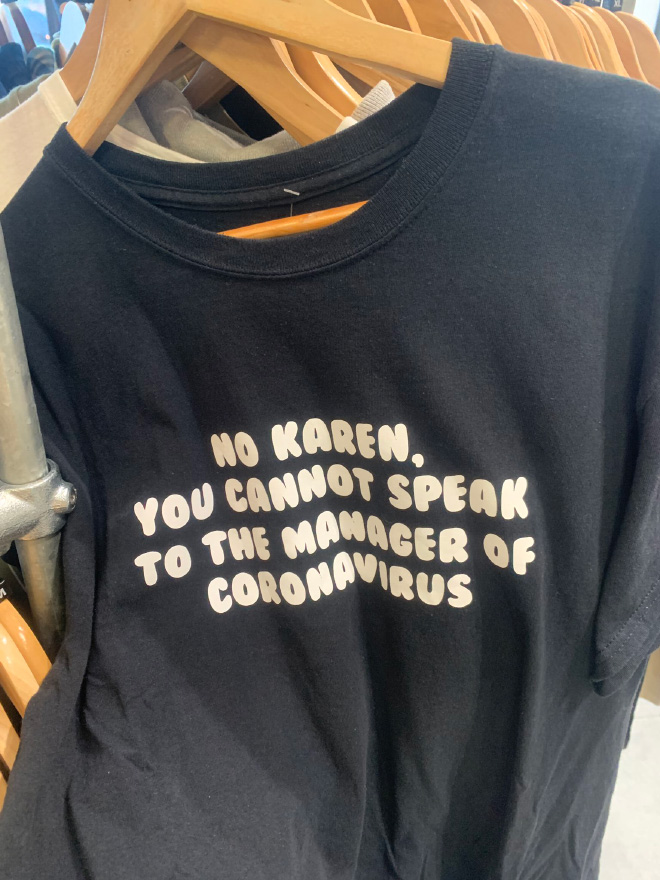 NO KAREN,
YOU CANNOT SPEAK
TO THE MANAGER OF
CORONAVIRUS